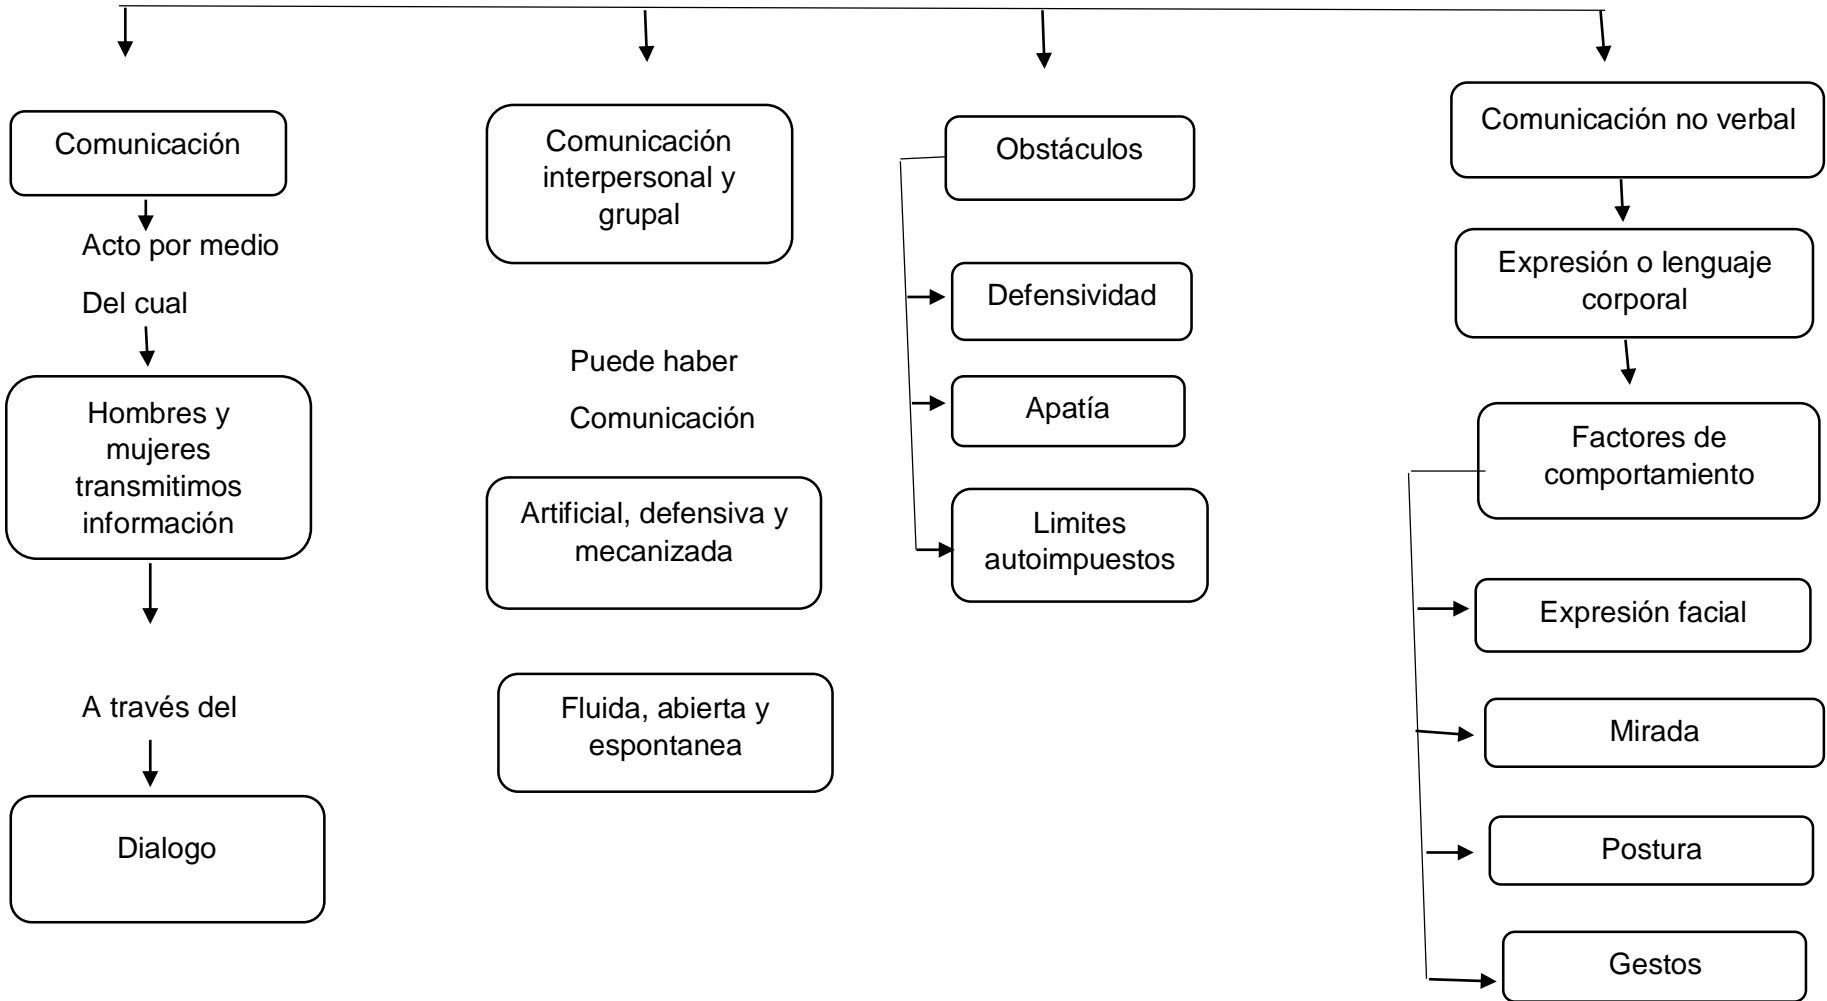 Comunicación
Acto por medio
Del cual
Hombres y
mujeres
transmitimos
información
A través del
Dialogo
Comunicación
interpersonal y
grupal
Puede haber
Comunicación
Artificial, defensiva y
mecanizada
Fluida, abierta y
espontanea
Obstáculos
Defensividad
Apatía
Limites
autoimpuestos
Comunicación no verbal
Expresión o lenguaje
corporal
Factores de
comportamiento
Expresión facial
Mirada
Postura
Gestos